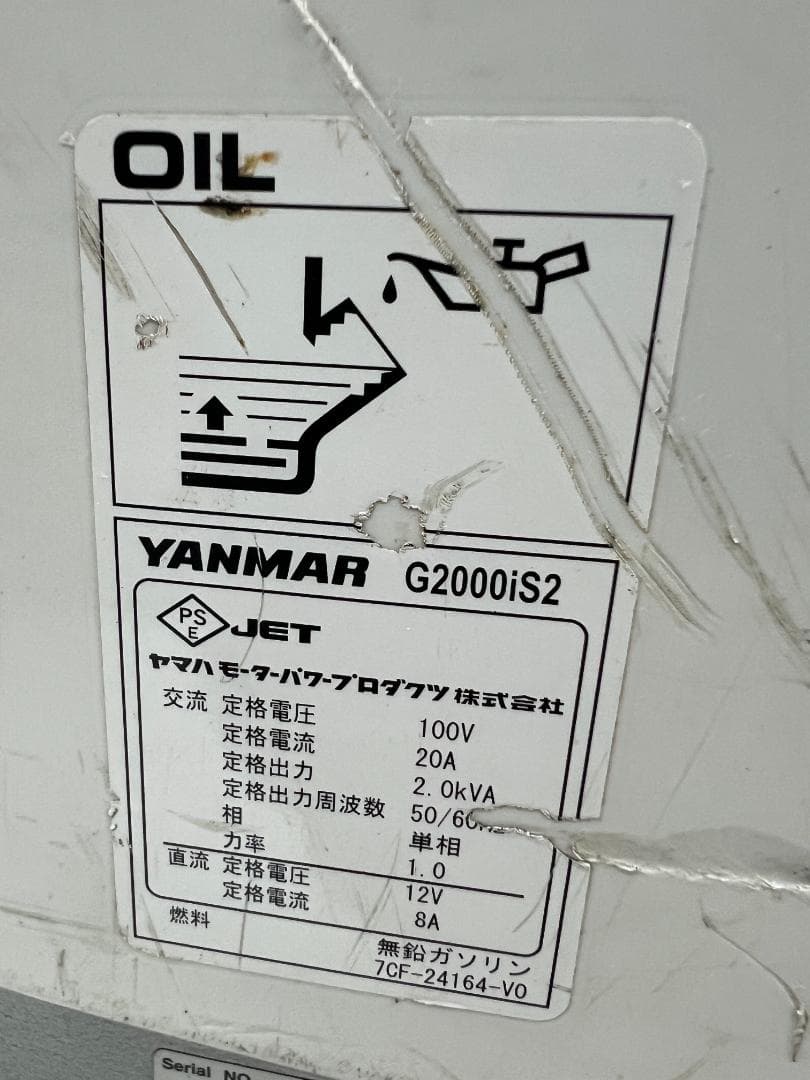 OIL
YANMAR G2000iS2
PS
E
JET
ヤマハモーターパワープロダクツ株式会社
交流 定格電圧 100V
定格電流 20A
定格出力 2.0kVA
定格出力周波数 50/60Hz
相 単相
力率 1.0
直流 定格電圧 12V
定格電流 8A
燃料 無鉛ガソリン
7CF-24164-V0
Serial NO